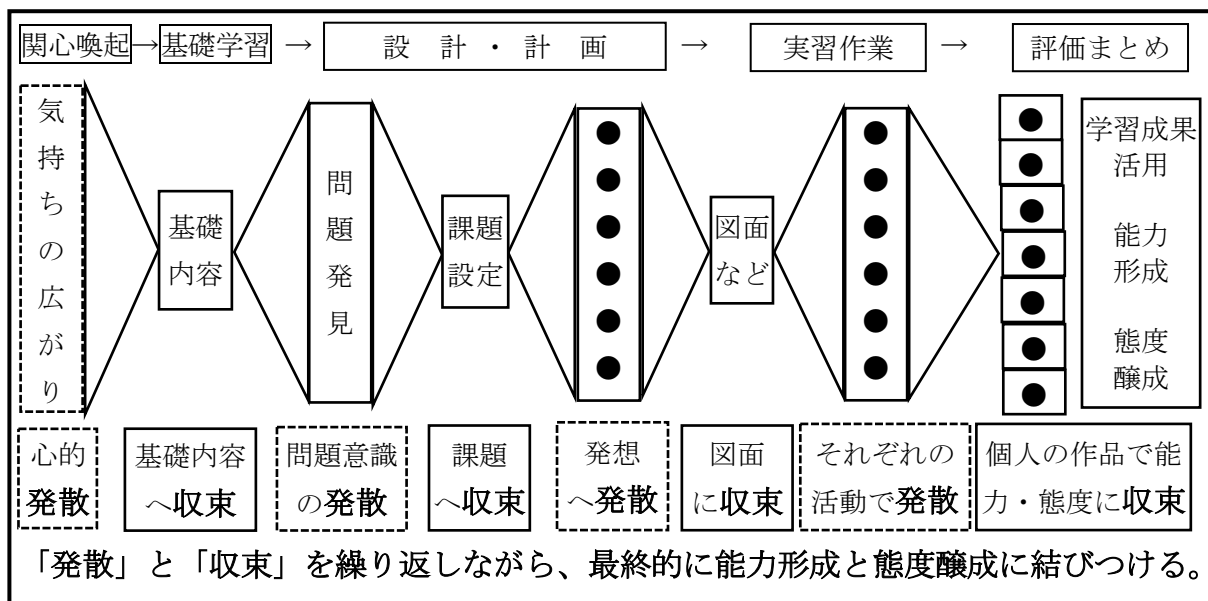 関心喚起→基礎学習 → 設計・計画 → 実習作業 → 評価まとめ
気持ちの広がり
基礎
内容
問題発見
課題
設定
図面
など
学習成果
活用
能力
形成
態度
醸成
心的
発散
基礎内容
へ収束
問題意識
の発散
課題
へ収束
発想
へ発散
図面
に収束
それぞれの
活動で発散
個人の作品で能
力・態度に収束
「発散」と「収束」を繰り返しながら、最終的に能力形成と態度醸成に結びつける。